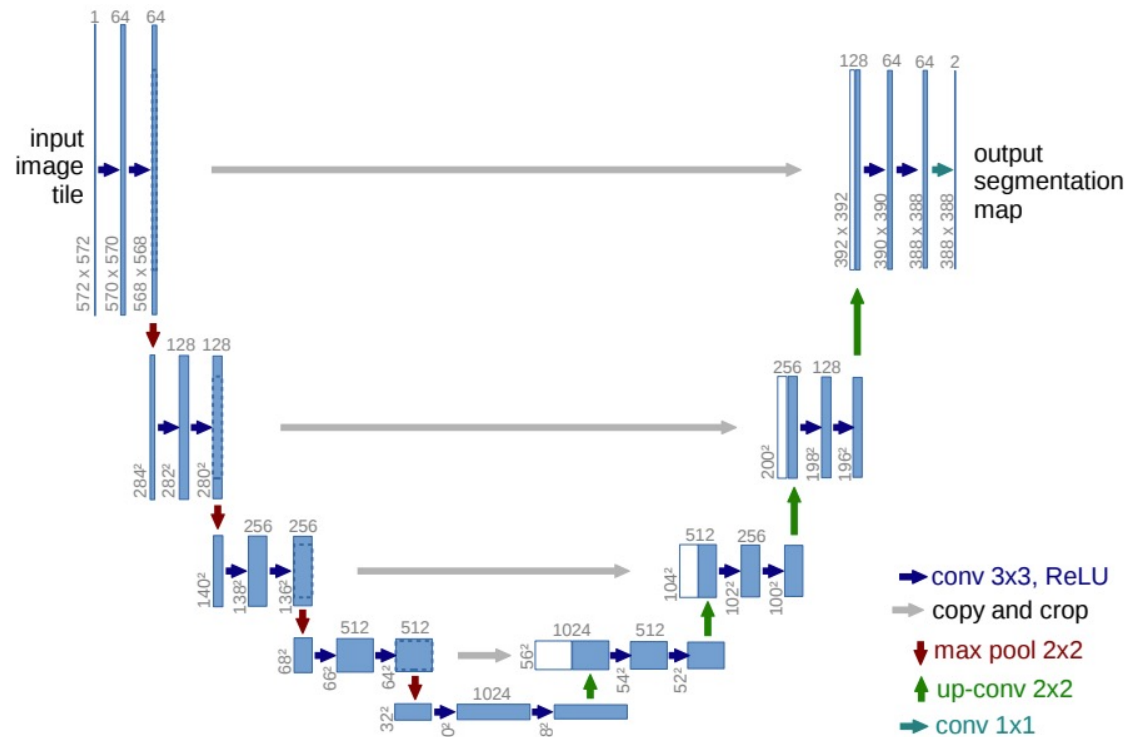 1 64 64
input
image
tile
572 x 572
570 x 570
568 x 568
128 64 64 2
output
segmentation
map
392 x 392
390 x 390
388 x 388
388 x 388
128 128
284²
282²
280²
256 128
200²
198²
196²
256 256
140²
138²
136²
512 256
104²
102²
100²
512 512
68²
66²
64²
1024 512
56²
54²
52²
1024
32²
0²
8²
conv 3x3, ReLU
copy and crop
max pool 2x2
up-conv 2x2
conv 1x1